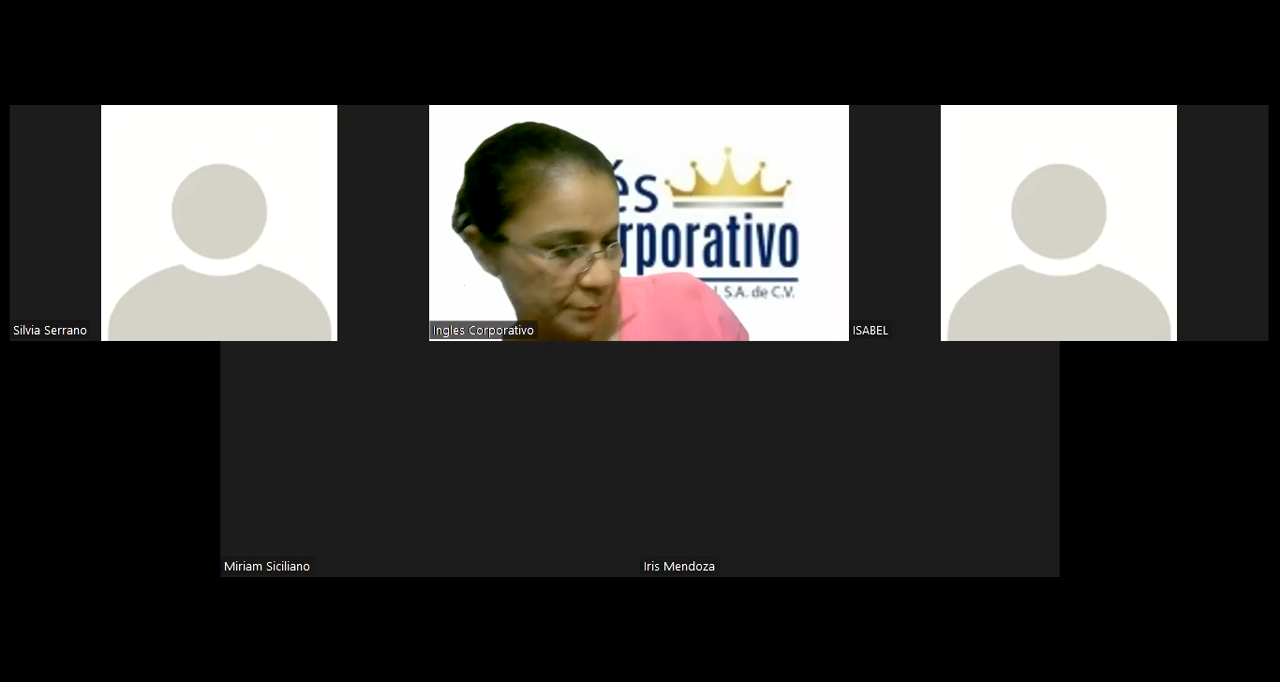 és
rporativo
l, S.A. de C.V.
Silvia Serrano
Ingles Corporativo
ISABEL
Miriam Siciliano
Iris Mendoza